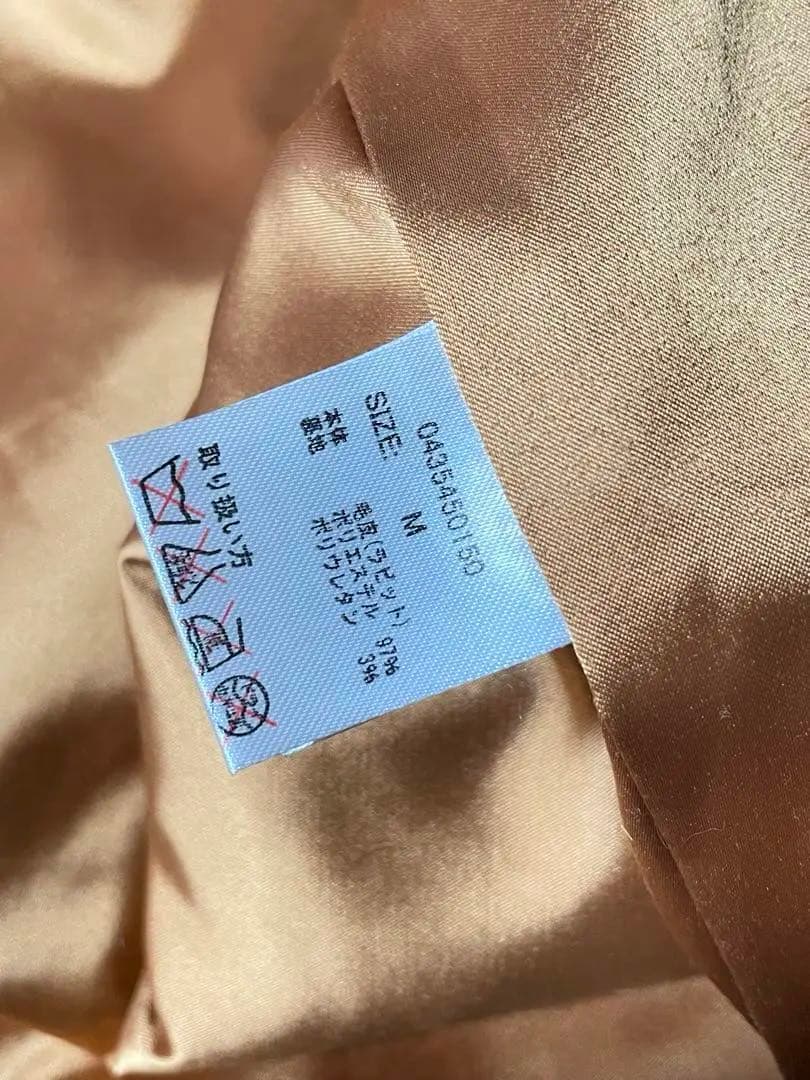 0435450150
SIZE: M
本体 毛皮(ラビット)
裏地 ポリエステル 97%
ポリウレタン 3%
取り扱い方